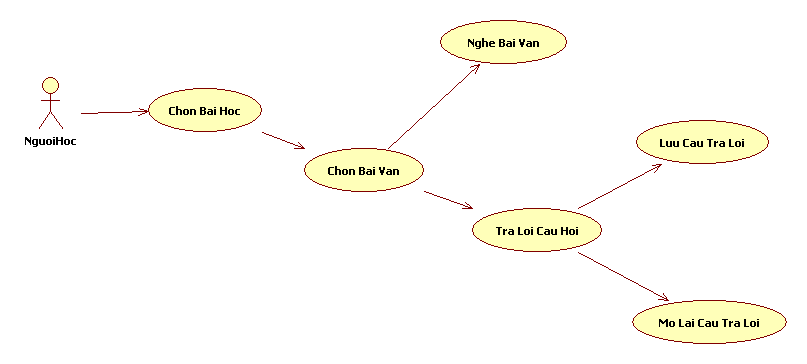 Nghe Bai Van
Chon Bai Hoc
NguoiHoc
Chon Bai Van
Luu Cau Tra Loi
Tra Loi Cau Hoi
Mo Lai Cau Tra Loi